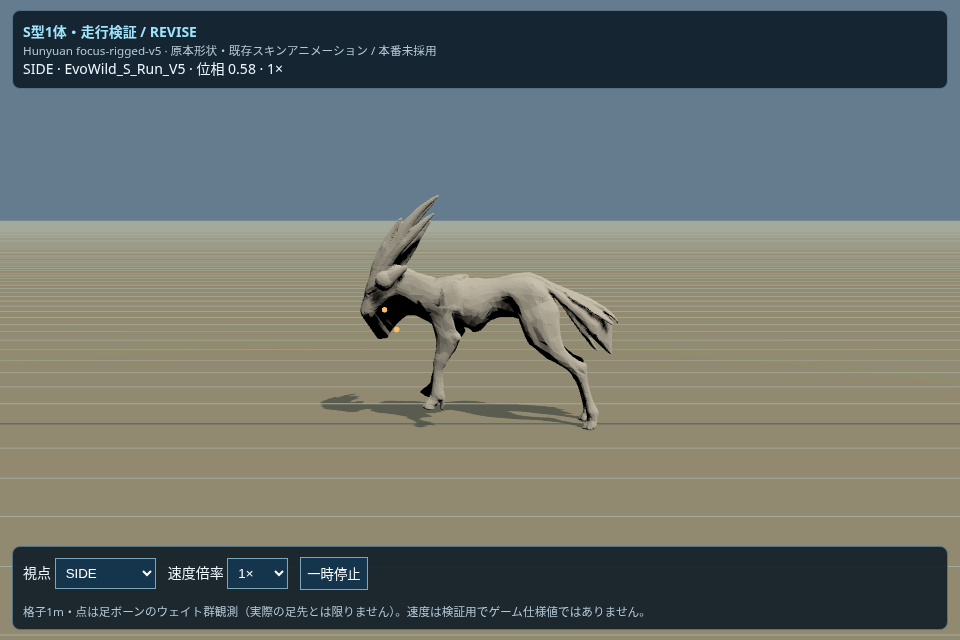 S型1体・走行検証 / REVISE
Hunyuan focus-rigged-v5 · 原本形状・既存スキンアニメーション / 本番未採用
SIDE · EvoWild_S_Run_V5 · 位相 0.58 · 1×
視点 SIDE 速度倍率 1× 一時停止
格子1m・点は足ボーンのウェイト群観測（実際の足先とは限りません）。速度は検証用でゲーム仕様値ではありません。